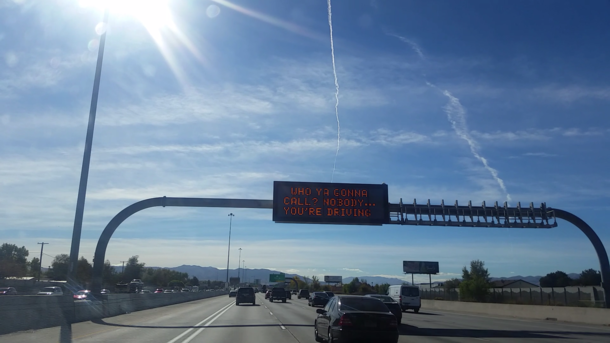 WHO YA GONNA
CALL? NOBODY...
YOU'RE DRIVING